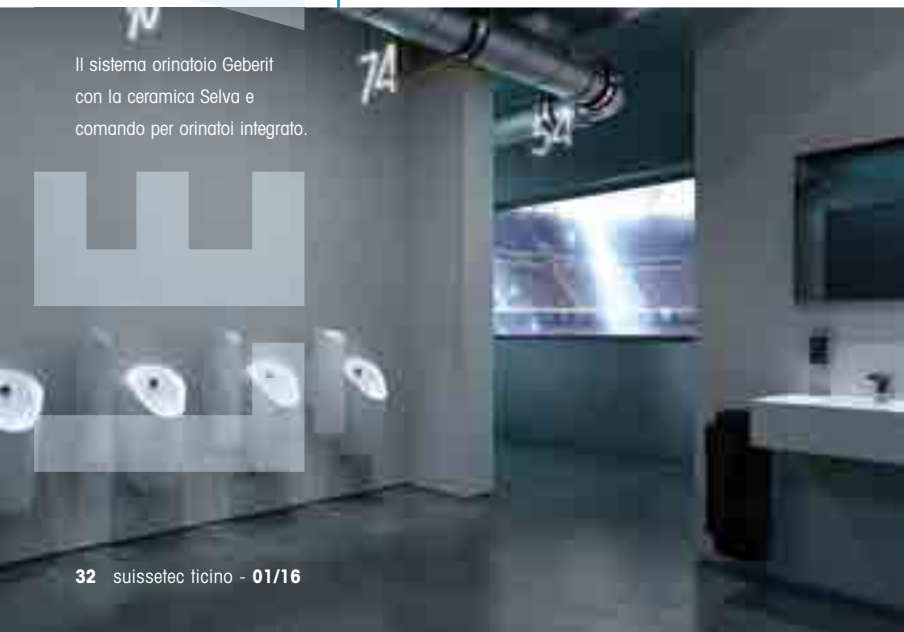 Il sistema orinatoio Geberit
con la ceramica Selva e
comando per orinatoi integrato.
74
54
32 suissetec ticino - 01/16